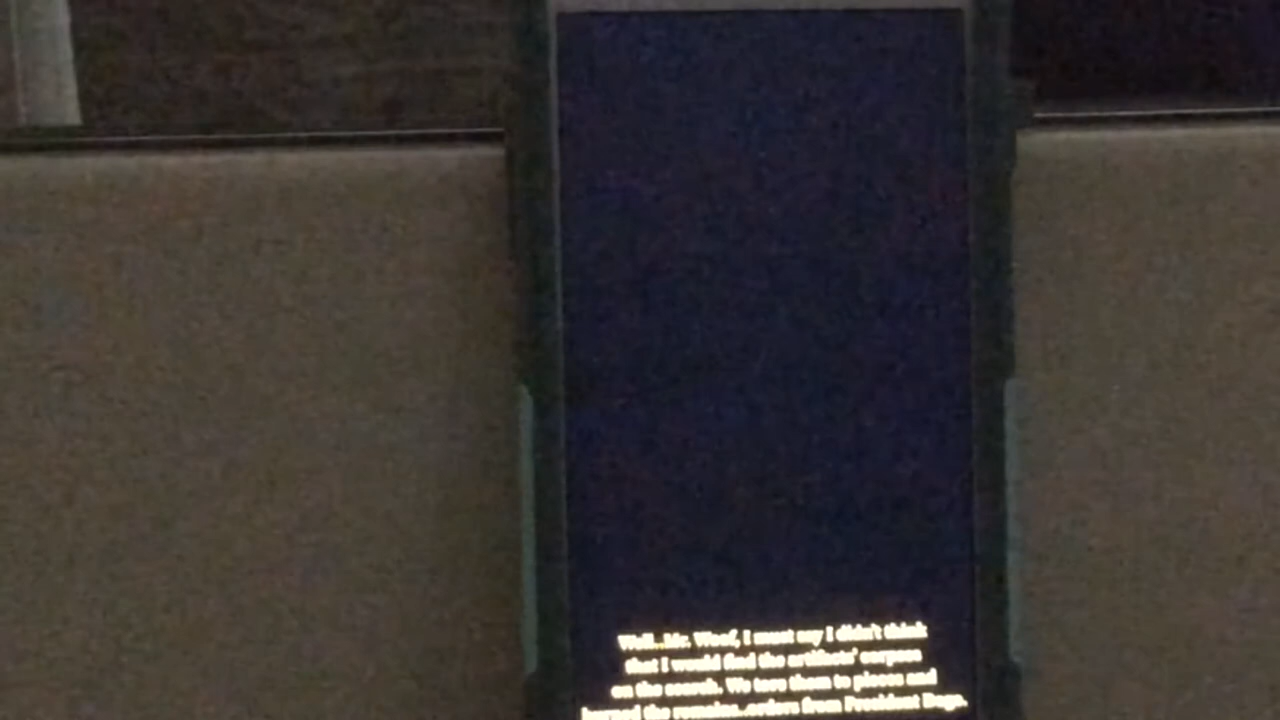 Well...Mr. Woof, I must say I didn't think
that I would find the artifacts' corpses
on the search. We tore them to pieces and
burned the remains..orders from President